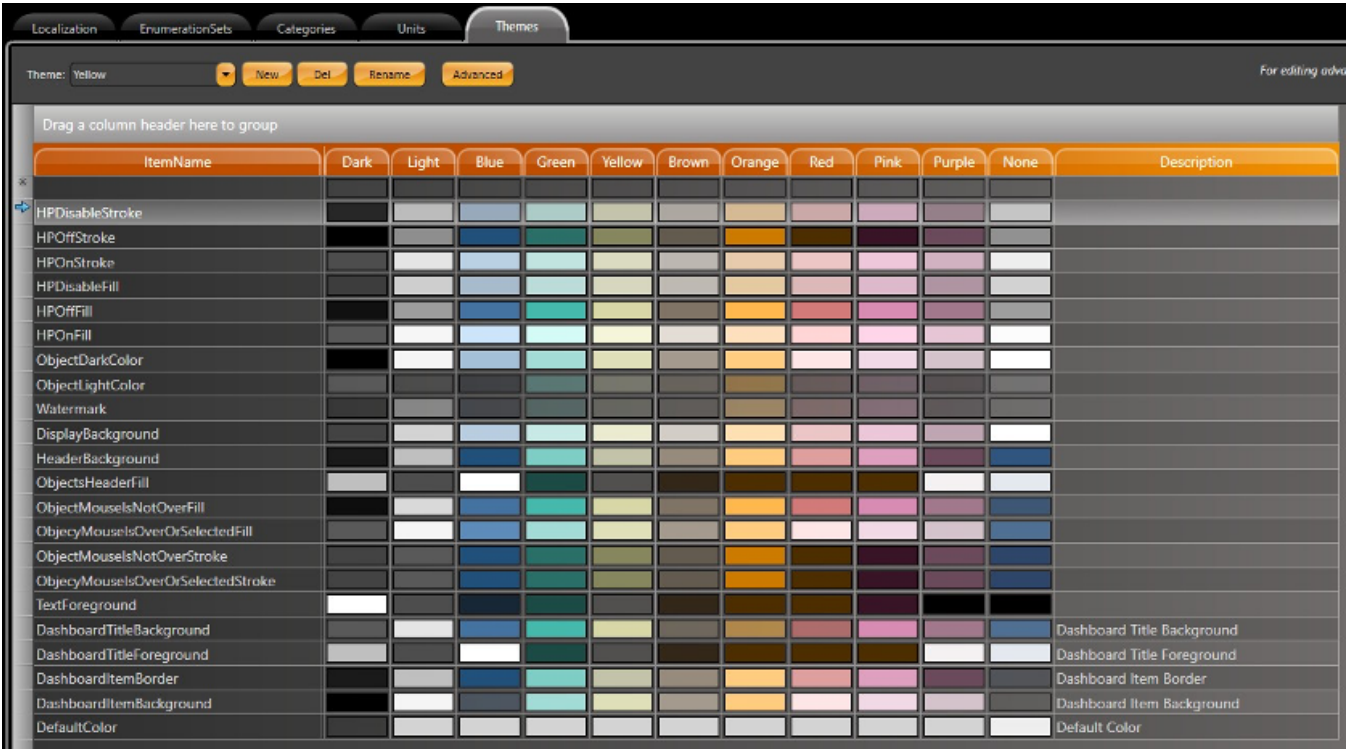 Localization EnumerationSets Categories Units Themes
Theme: Yellow New Del Rename Advanced For editing adva
Drag a column header here to group
ItemName Dark Light Blue Green Yellow Brown Orange Red Pink Purple None Description
HPDisableStroke
HPOffStroke
HPOnStroke
HPDisableFill
HPOffFill
HPOnFill
ObjectDarkColor
ObjectLightColor
Watermark
DisplayBackground
HeaderBackground
ObjectsHeaderFill
ObjectMouseIsNotOverFill
ObjecyMouseIsOverOrSelectedFill
ObjectMouseIsNotOverStroke
ObjecyMouseIsOverOrSelectedStroke
TextForeground
DashboardTitleBackground Dashboard Title Background
DashboardTitleForeground Dashboard Title Foreground
DashboardItemBorder Dashboard Item Border
DashboardItemBackground Dashboard Item Background
DefaultColor Default Color